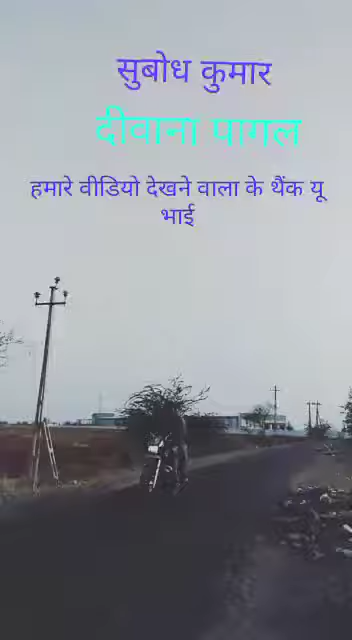 सुबोध कुमार
दीवाना पागल
हमारे वीडियो देखने वाला के थैंक यू
भाई